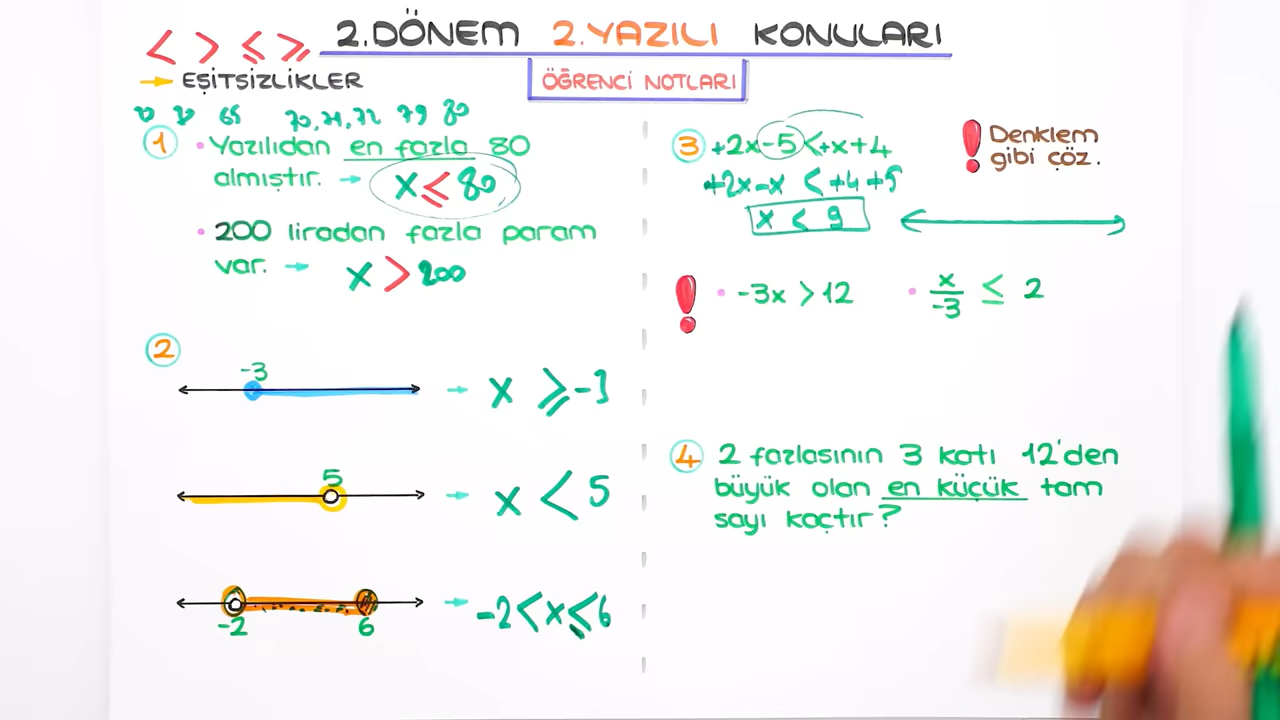 < > ≤ ≥
2.DÖNEM 2.YAZILI KONULARI
EŞİTSİZLİKLER
ÖĞRENCİ NOTLARI
65 70, 71, 72 79 80
1 • Yazılıdan en fazla 80
almıştır. → x ≤ 80
• 200 liradan fazla param
var. → x > 200
2
-3
→ x ≥ -3
5
→ x < 5
-2 6
→ -2 < x ≤ 6
3 +2x-5<+x+4
+2x-x < +4+5
x < 9
! Denklem
gibi çöz.
! • -3x > 12 • x/-3 ≤ 2
4 2 fazlasının 3 katı 12'den
büyük olan en küçük tam
sayı kaçtır?